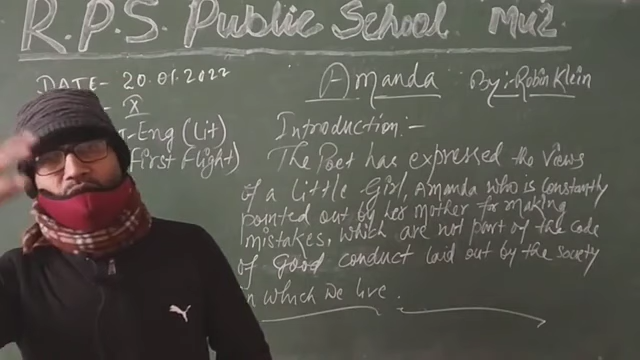 R.P.S. Public School Mu2.
DATE- 20.01.2022
Amanda By:- Robin Klein
X
-Eng (Lit)
First Flight)
Introduction:-
The Poet has expressed the views
of a Little Girl, Amanda who is constantly
pointed out by her mother for making
mistakes, which are not part of the code
of good conduct laid out by the society
in which we live.